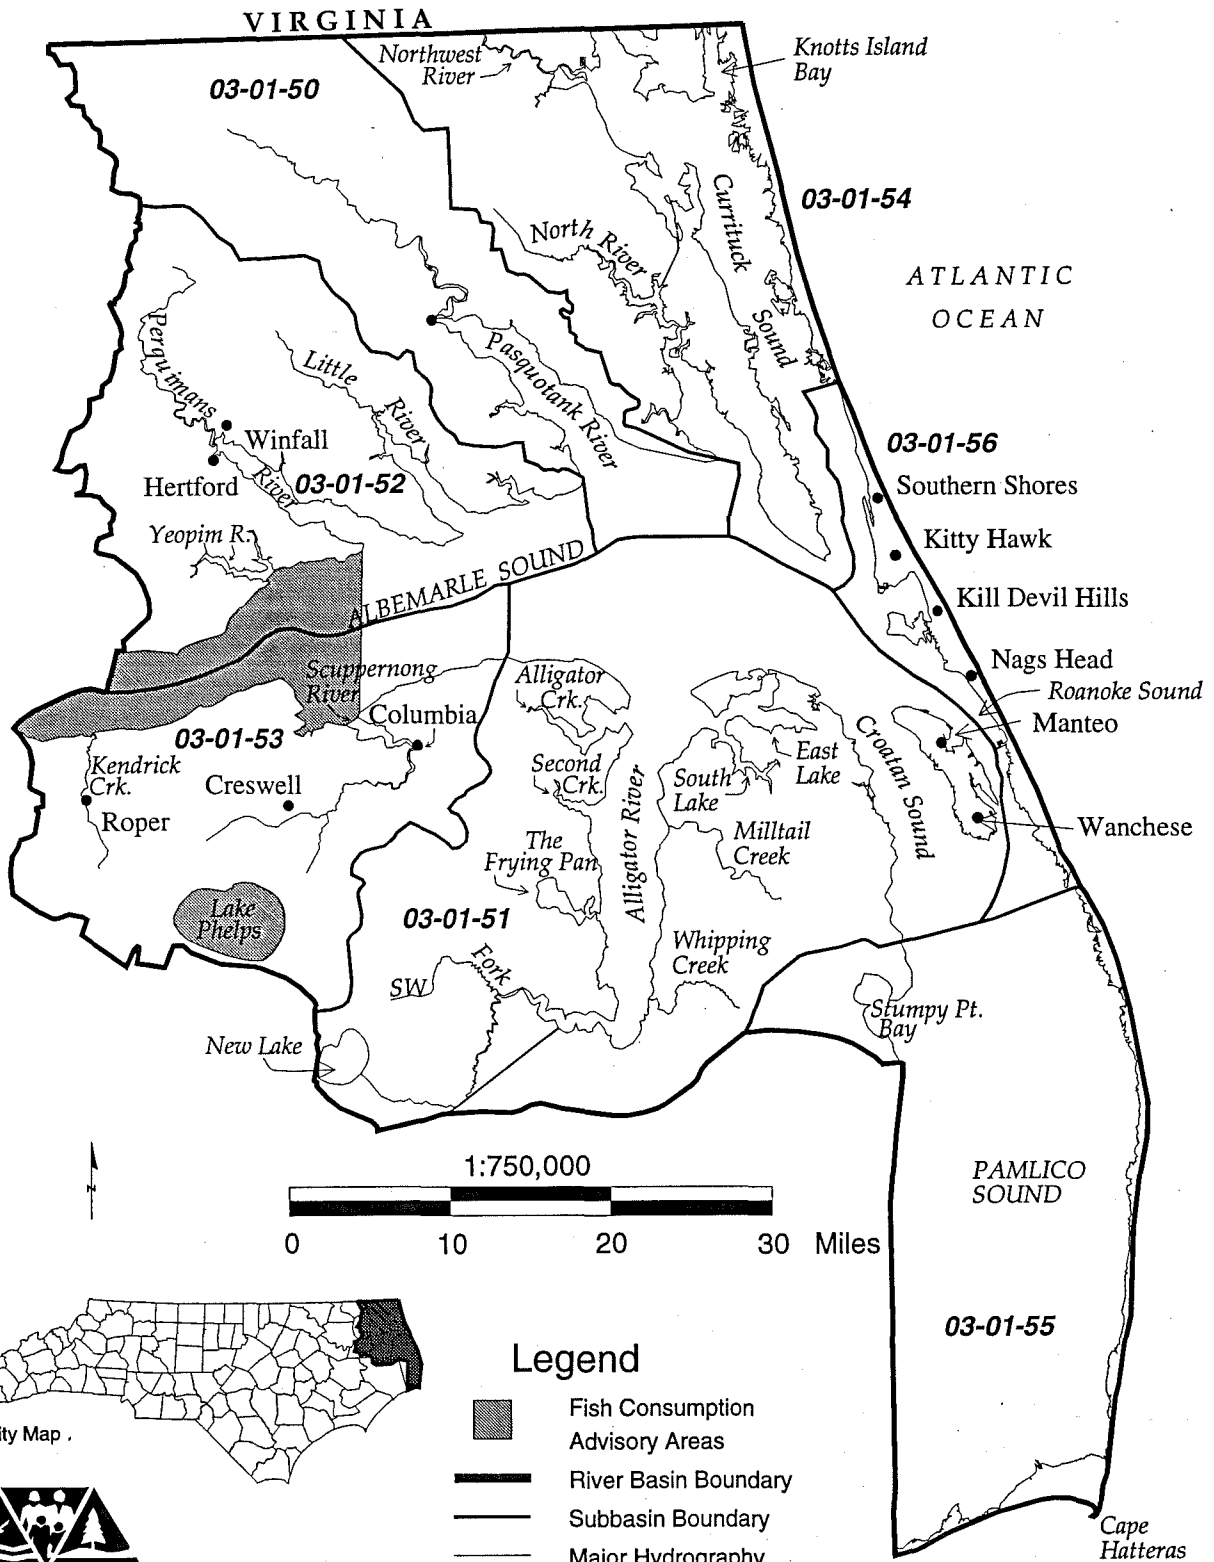 VIRGINIA
Northwest
River
Knotts Island
Bay
03-01-50
03-01-54
Currituck
Sound
North River
ATLANTIC
OCEAN
Perquimans
River
Little
River
Pasquotank River
Winfall
Hertford
03-01-52
03-01-56
Southern Shores
Yeopim R.
Kitty Hawk
ALBEMARLE SOUND
Kill Devil Hills
Nags Head
Roanoke Sound
Manteo
Scuppernong
River
Columbia
Alligator
Crk.
03-01-53
Kendrick
Crk.
Creswell
Roper
Second
Crk.
South
Lake
East
Lake
Croatan Sound
Alligator River
Milltail
Creek
Wanchese
The
Frying Pan
Lake
Phelps
03-01-51
SW
Fork
Whipping
Creek
Stumpy Pt.
Bay
New Lake
N
1:750,000
0 10 20 30 Miles
PAMLICO
SOUND
03-01-55
ity Map .
Legend
Fish Consumption
Advisory Areas
River Basin Boundary
Subbasin Boundary
Major Hydrography
Cape
Hatteras